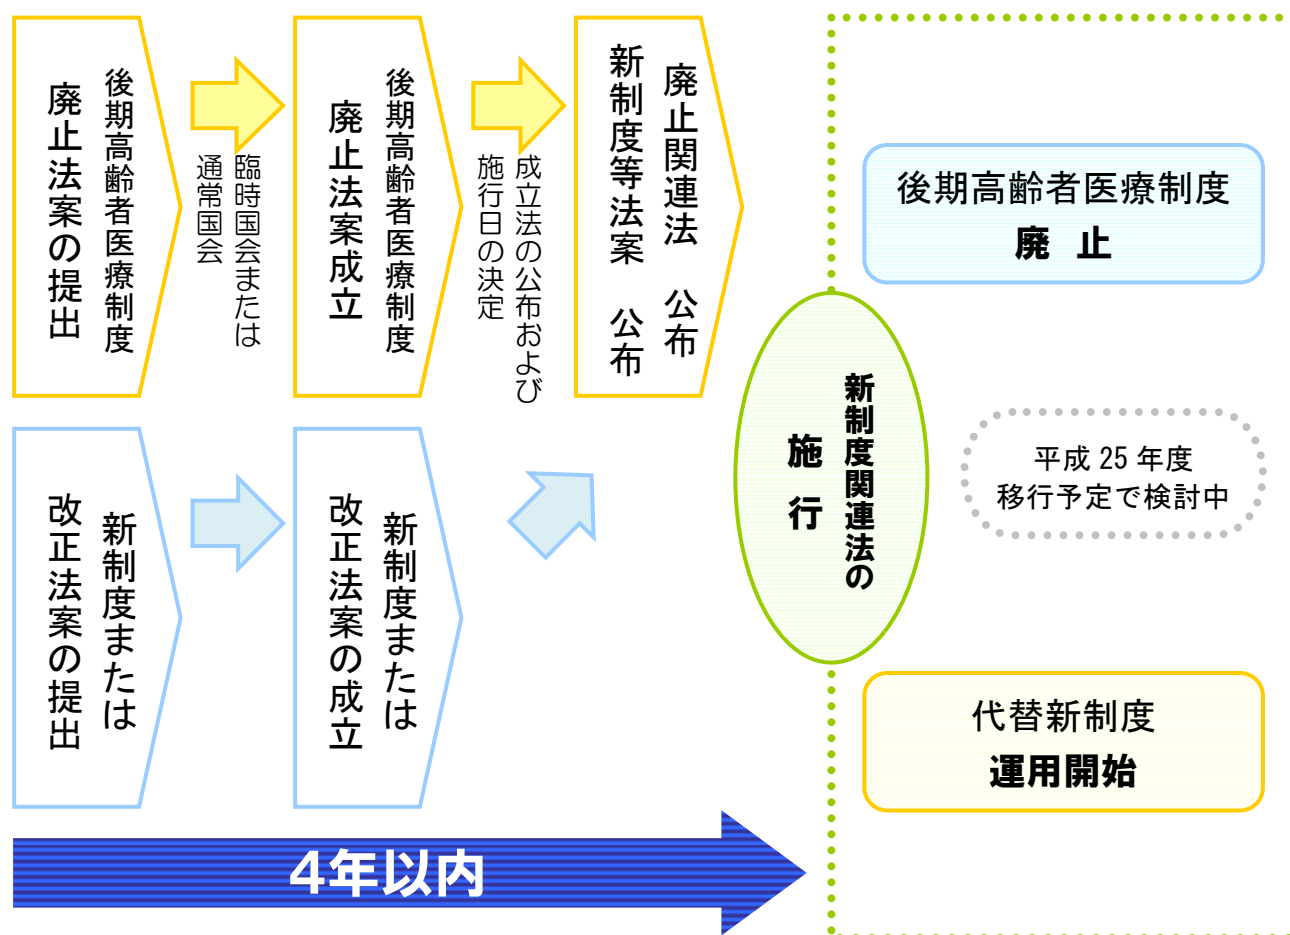 後期高齢者医療制度
廃止法案の提出
臨時国会または
通常国会
後期高齢者医療制度
廃止法案成立
成立法の公布および
施行日の決定
廃止関連法 公布
新制度等法案 公布
新制度または
改正法案の提出
新制度または
改正法案の成立
4年以内
新制度関連法の
施行
後期高齢者医療制度
廃 止
平成 25 年度
移行予定で検討中
代替新制度
運用開始